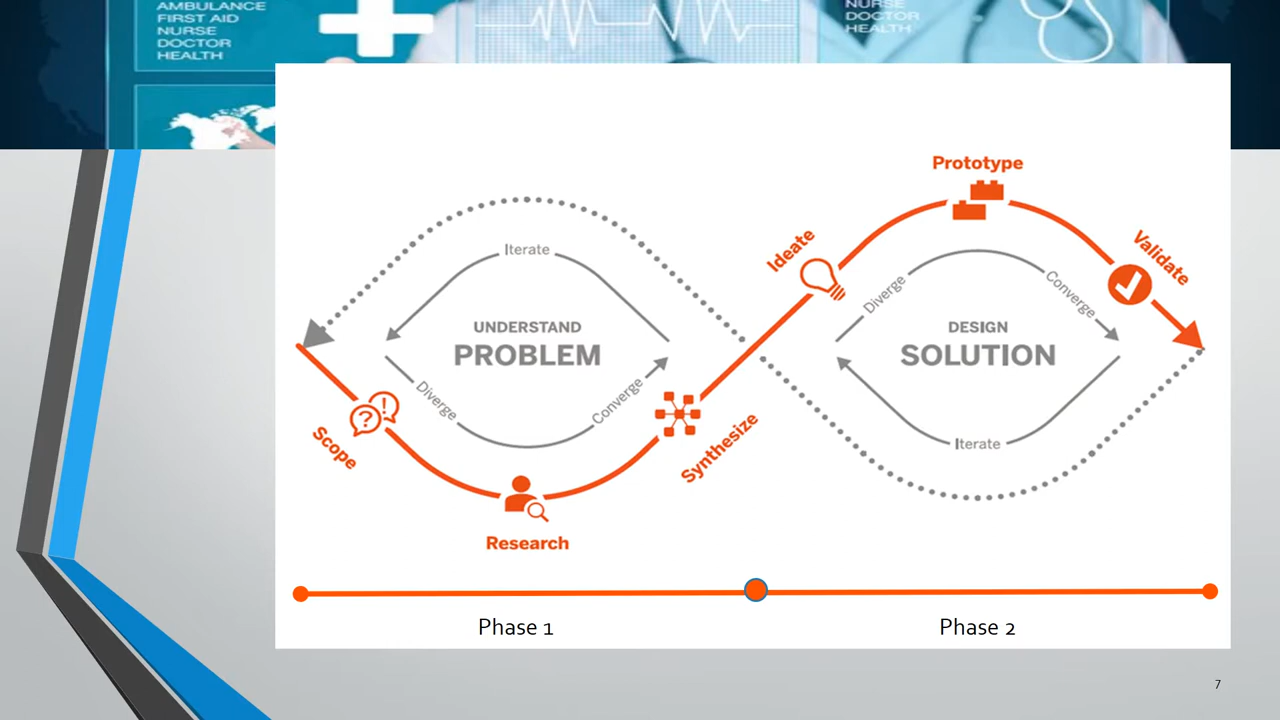 AMBULANCE
FIRST AID
NURSE
DOCTOR
HEALTH
NURSE
DOCTOR
HEALTH
Iterate
UNDERSTAND
PROBLEM
Diverge
Converge
Scope
Research
Synthesize
Ideate
Prototype
Validate
Diverge
Converge
DESIGN
SOLUTION
Iterate
Phase 1
Phase 2
7